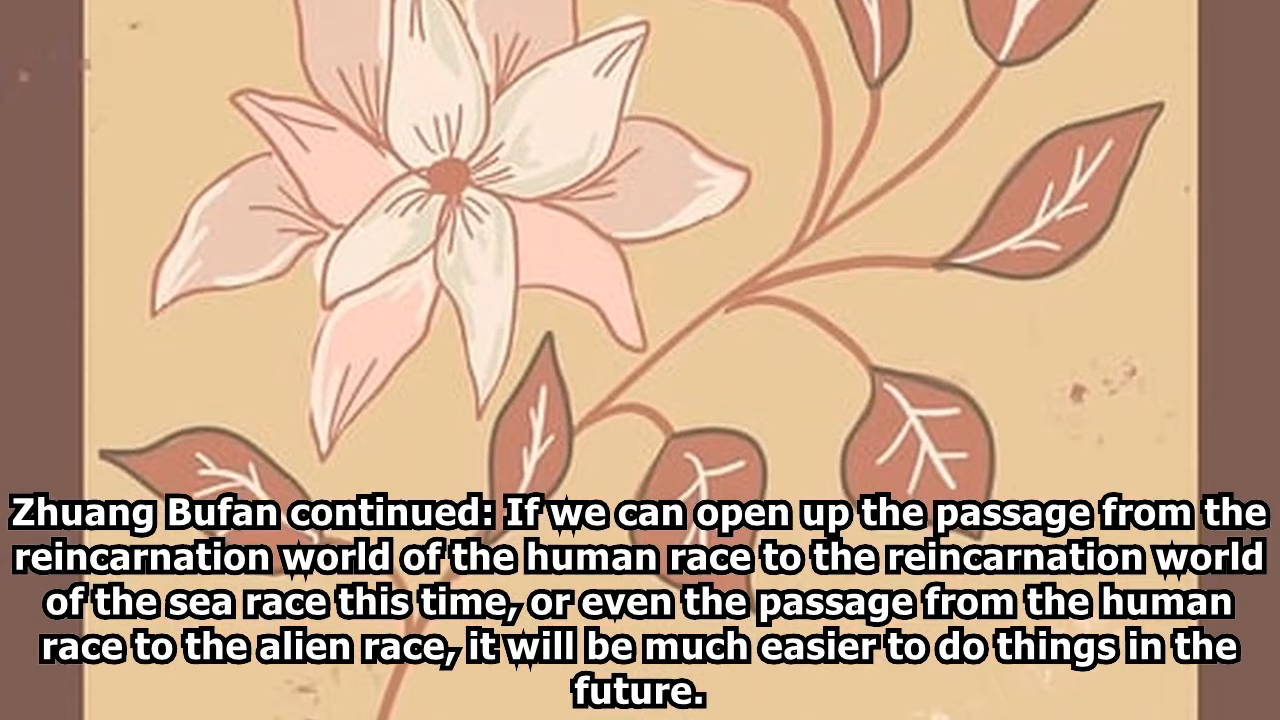 Zhuang Bufan continued: If we can open up the passage from the
reincarnation world of the human race to the reincarnation world
of the sea race this time, or even the passage from the human
race to the alien race, it will be much easier to do things in the
future.